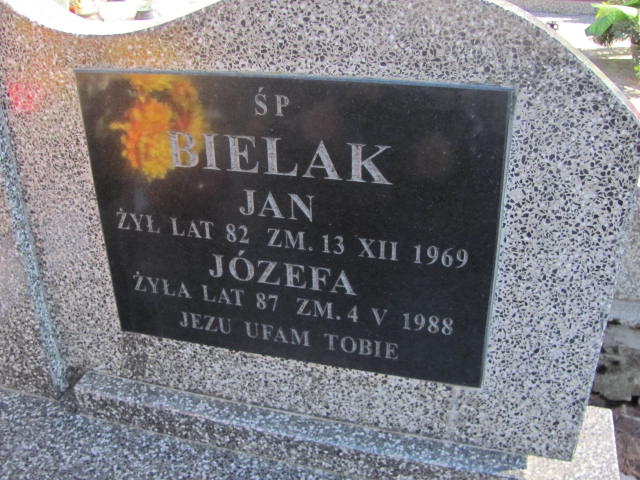 ŚP
BIELAK
JAN
ŻYŁ LAT 82 ZM. 13 XII 1969
JÓZEFA
ŻYŁA LAT 87 ZM. 4 V 1988
JEZU UFAM TOBIE